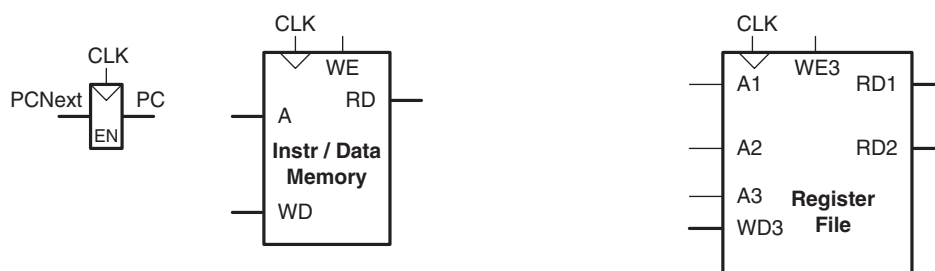 CLK
PCNext
PC
EN
CLK
WE
A
RD
Instr / Data
Memory
WD
CLK
WE3
A1
RD1
A2
RD2
A3
WD3
Register
File